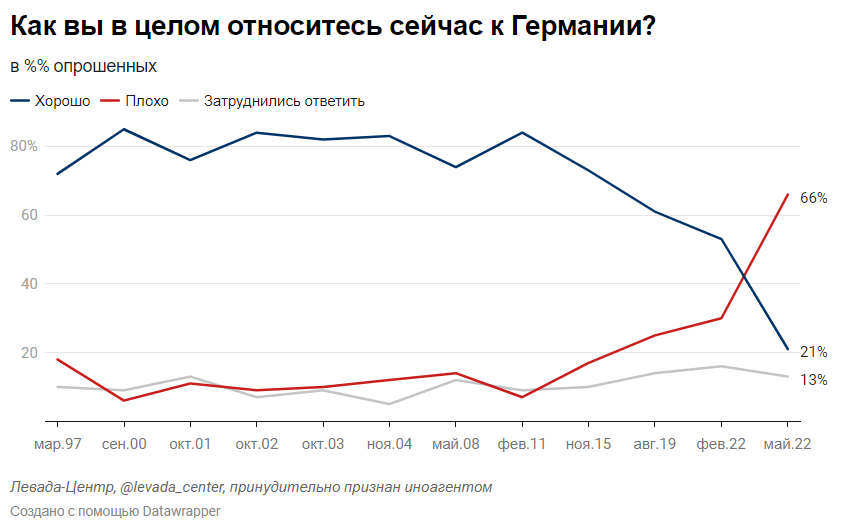 Как вы в целом относитесь сейчас к Германии?
в %% опрошенных
Хорошо Плохо Затруднились ответить
80%
60
40
20
66%
21%
13%
мар.97 сен.00 окт.01 окт.02 окт.03 ноя.04 май.08 фев.11 ноя.15 авг.19 фев.22 май.22
Левада-Центр, @levada_center, принудительно признан иноагентом
Создано с помощью Datawrapper